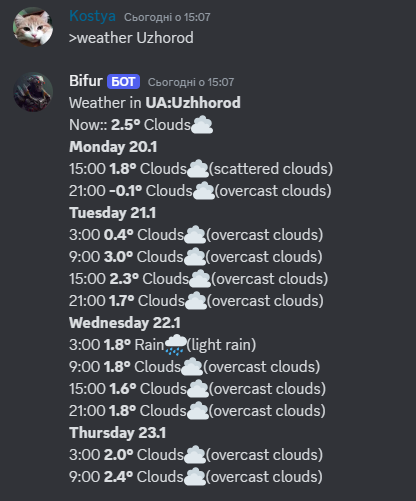 Kostya Сьогодні о 15:07
>weather Uzhorod
Bifur БОТ Сьогодні о 15:07
Weather in UA:Uzhhorod
Now:: 2.5° Clouds
Monday 20.1
15:00 1.8° Clouds(scattered clouds)
21:00 -0.1° Clouds(overcast clouds)
Tuesday 21.1
3:00 0.4° Clouds(overcast clouds)
9:00 3.0° Clouds(overcast clouds)
15:00 2.3° Clouds(overcast clouds)
21:00 1.7° Clouds(overcast clouds)
Wednesday 22.1
3:00 1.8° Rain(light rain)
9:00 1.8° Clouds(overcast clouds)
15:00 1.6° Clouds(overcast clouds)
21:00 1.8° Clouds(overcast clouds)
Thursday 23.1
3:00 2.0° Clouds(overcast clouds)
9:00 2.4° Clouds(overcast clouds)